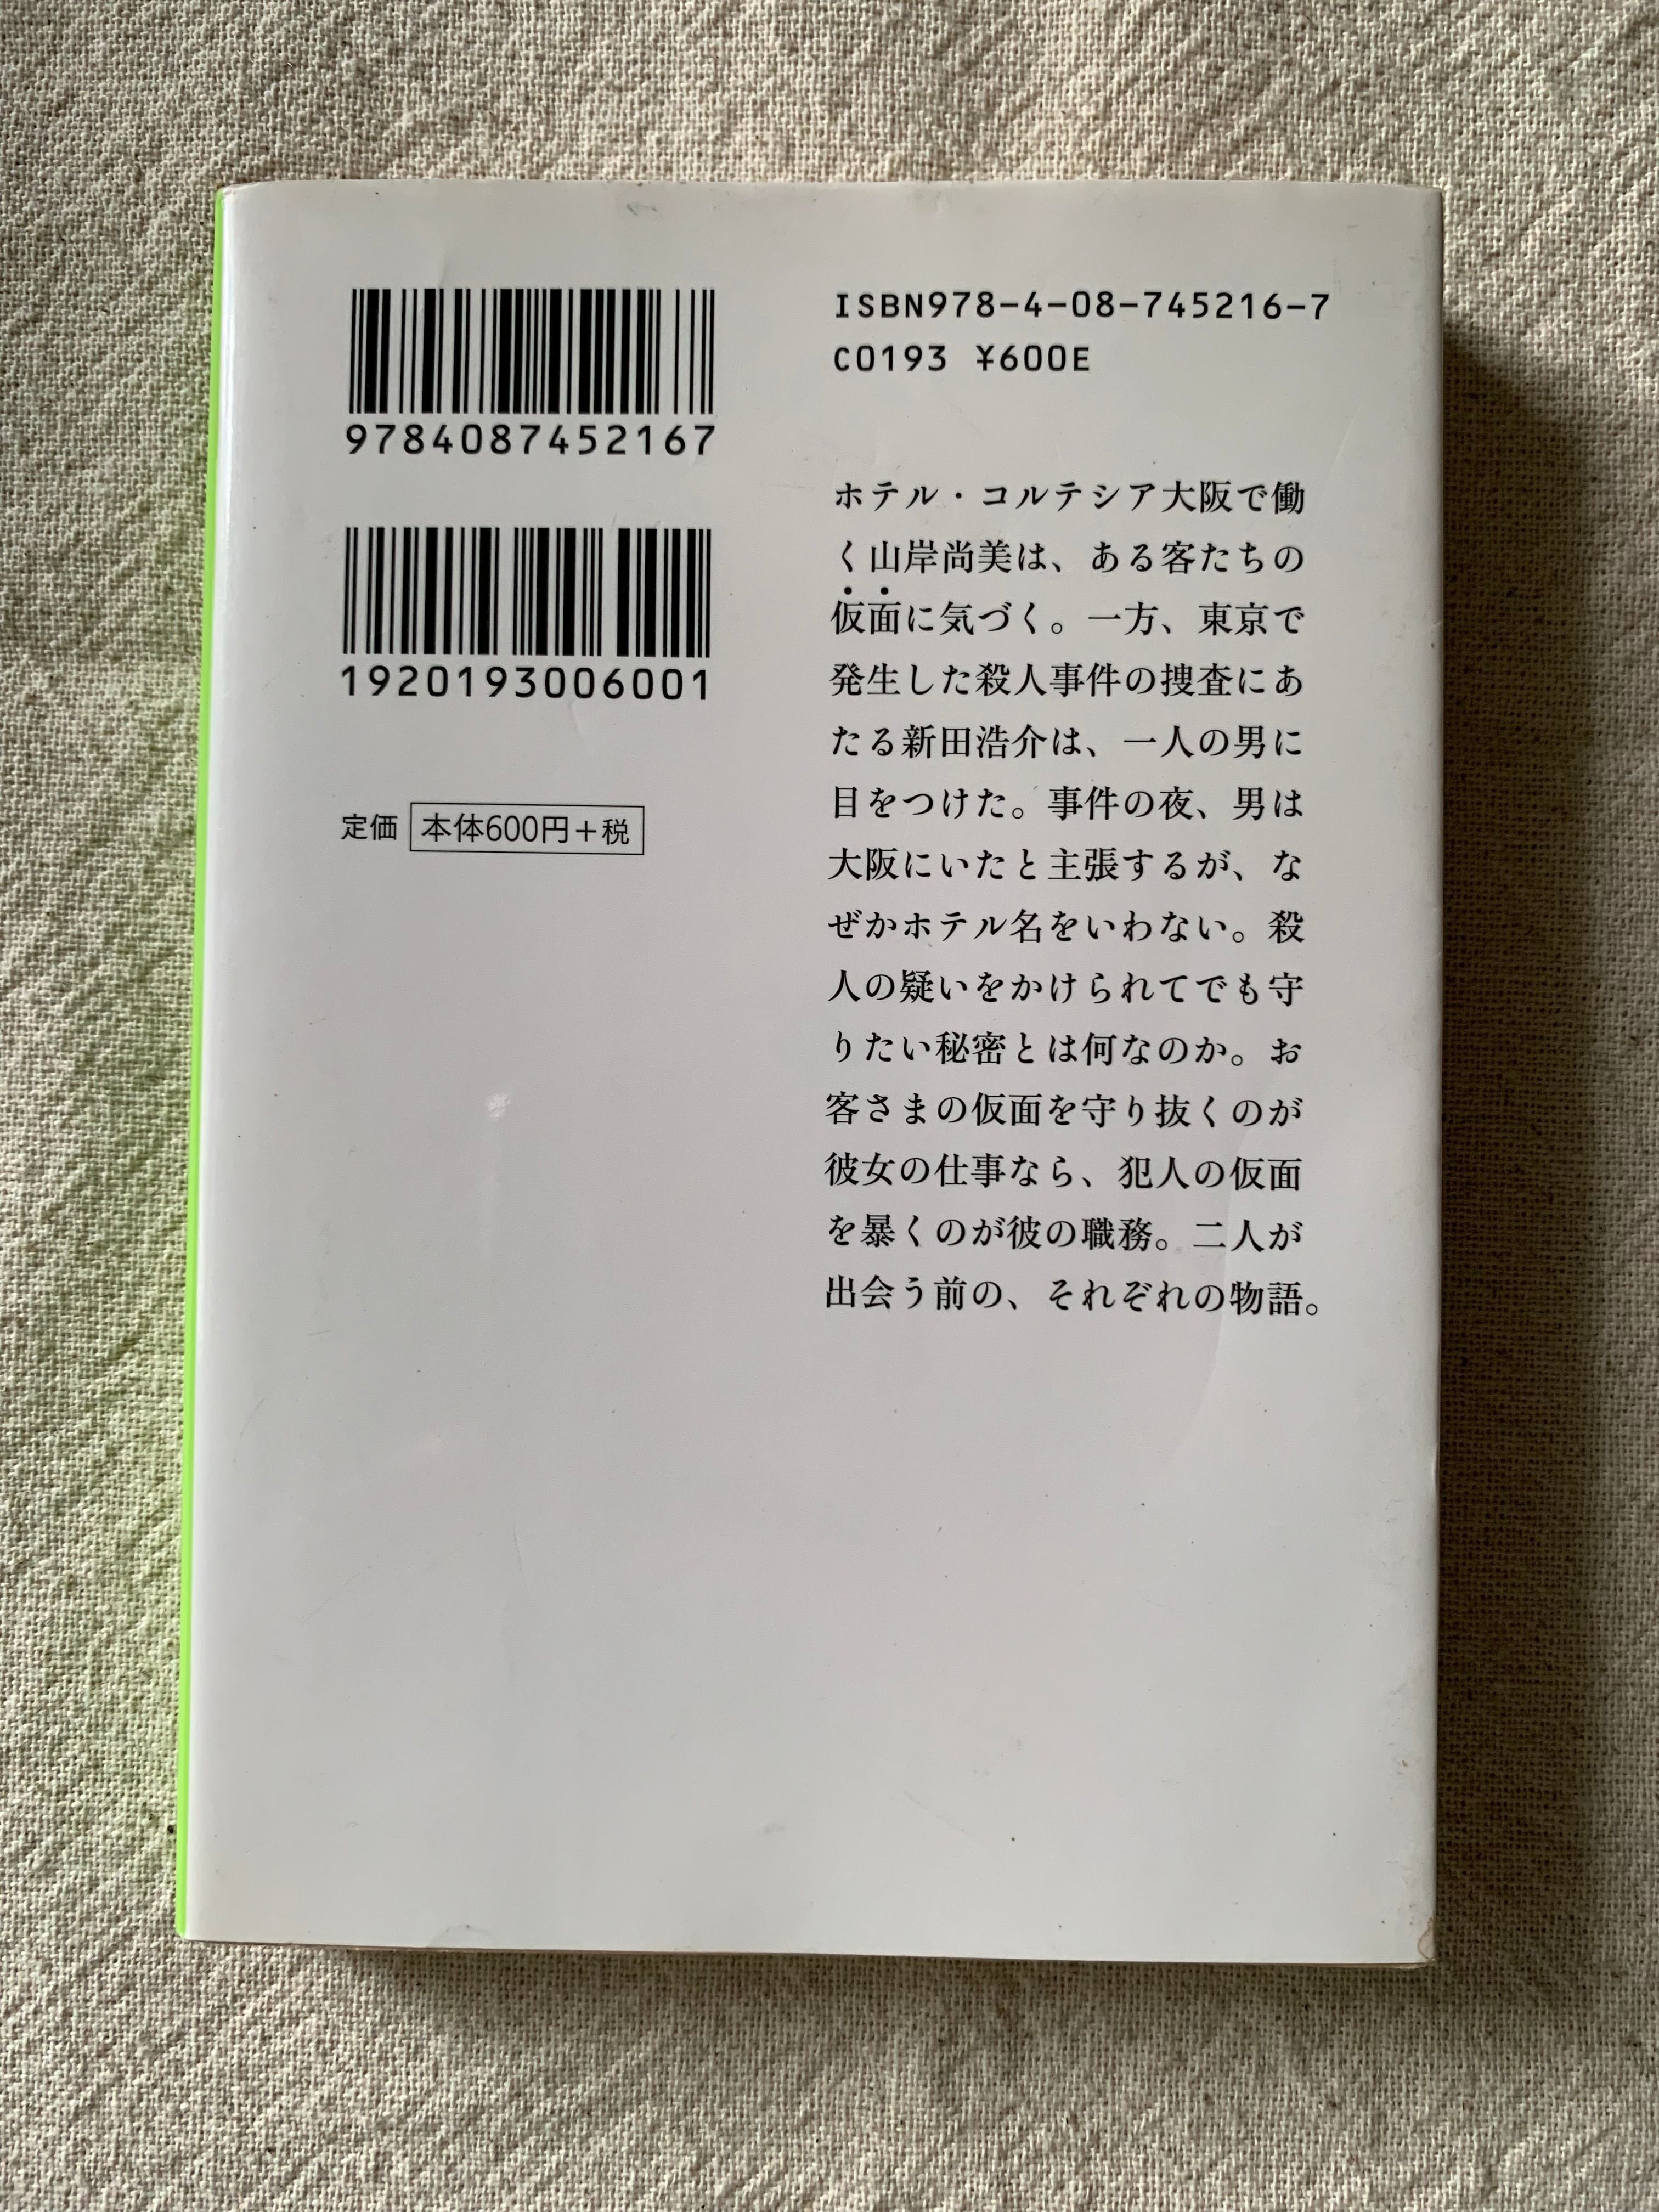 9784087452167
1920193006001
定価 本体600円+税
ISBN978-4-08-745216-7
C0193 ¥600E
ホテル・コルテシア大阪で働
く山岸尚美は、ある客たちの
仮面に気づく。一方、東京で
発生した殺人事件の捜査にあ
たる新田浩介は、一人の男に
目をつけた。事件の夜、男は
大阪にいたと主張するが、な
ぜかホテル名をいわない。殺
人の疑いをかけられてでも守
りたい秘密とは何なのか。お
客さまの仮面を守り抜くのが
彼女の仕事なら、犯人の仮面
を暴くのが彼の職務。二人が
出会う前の、それぞれの物語。